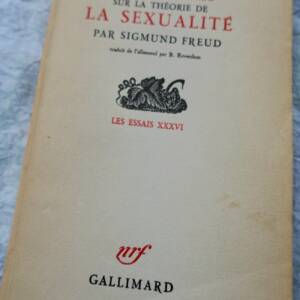 SUR LA THÉORIE DE
LA SEXUALITÉ
PAR SIGMUND FREUD
traduit de l'allemand par B. Reverchon
LES ESSAIS XXXVI
nrf
GALLIMARD